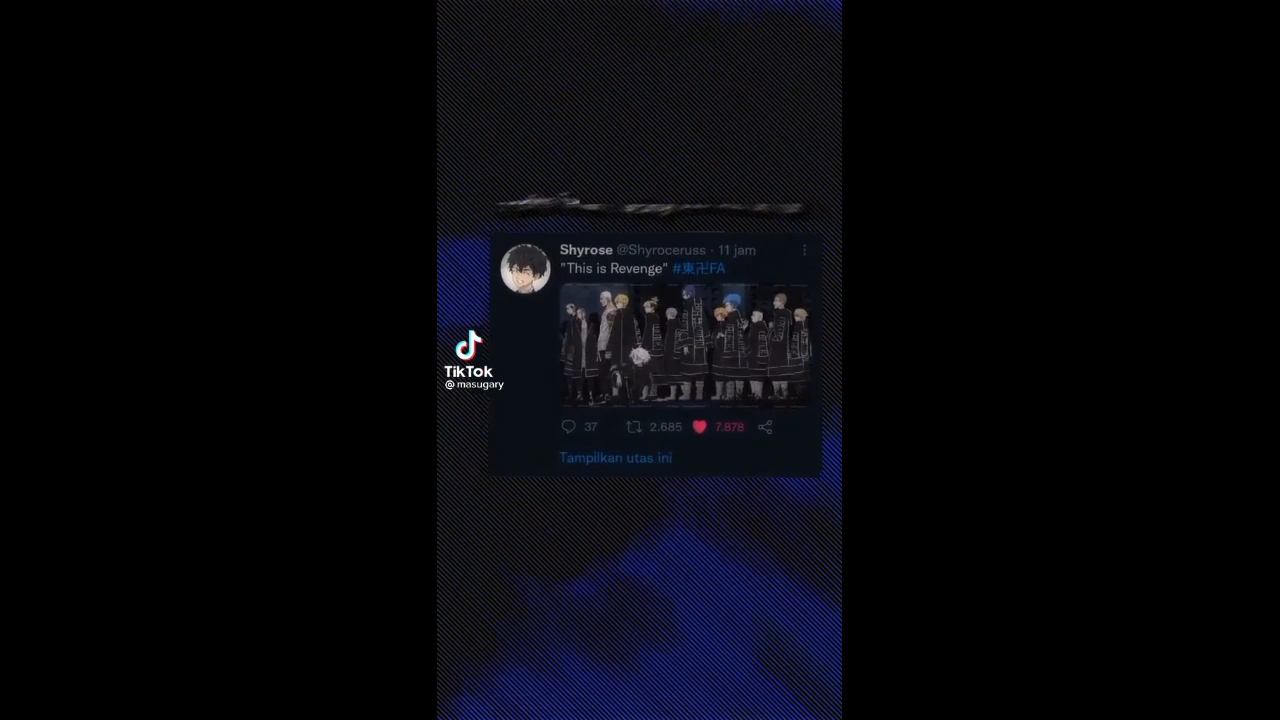 Shyrose @Shyroceruss · 11 jam
"This is Revenge" #東卍FA
TikTok
@masugary
37
2.685
7.878
Tampilkan utas ini